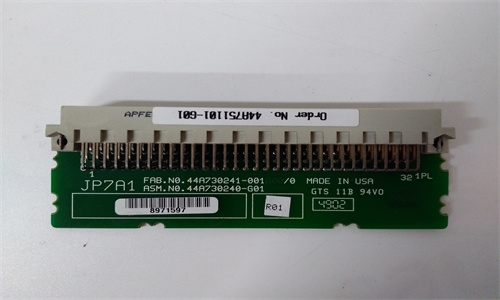 APFE
Order No. 44A751101-G01
1
32 1PL
JP7A1
FAB.NO.44A730241-001 /0 MADE IN USA
ASM.NO.44A730240-G01 GTS 11B 94V0
8971597
R01
4902